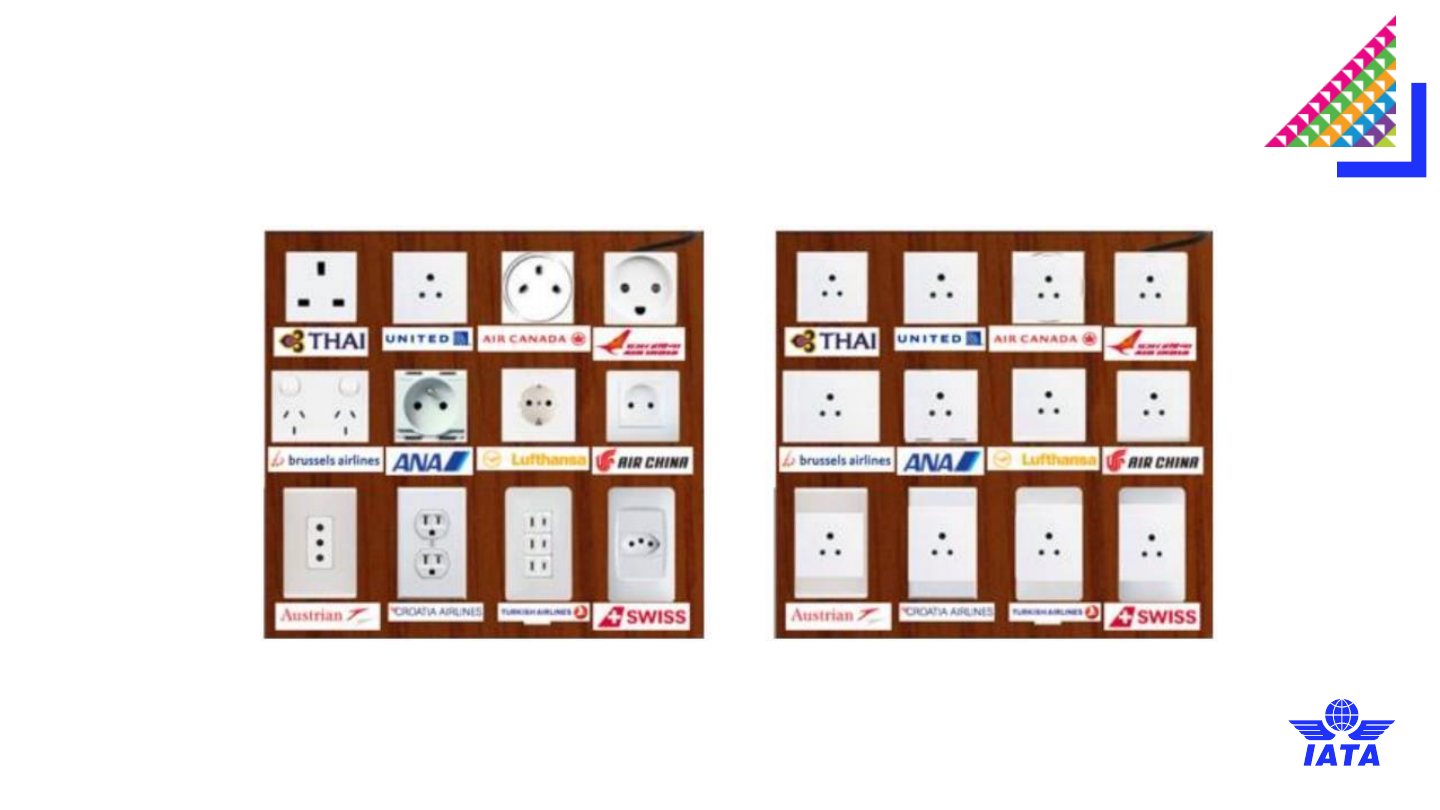 THAI
UNITED
AIR CANADA
AIR INDIA
brussels airlines
ANA
Lufthansa
AIR CHINA
Austrian
CROATIA AIRLINES
TURKISH AIRLINES
SWISS
THAI
UNITED
AIR CANADA
AIR INDIA
brussels airlines
ANA
Lufthansa
AIR CHINA
Austrian
CROATIA AIRLINES
TURKISH AIRLINES
SWISS
IATA